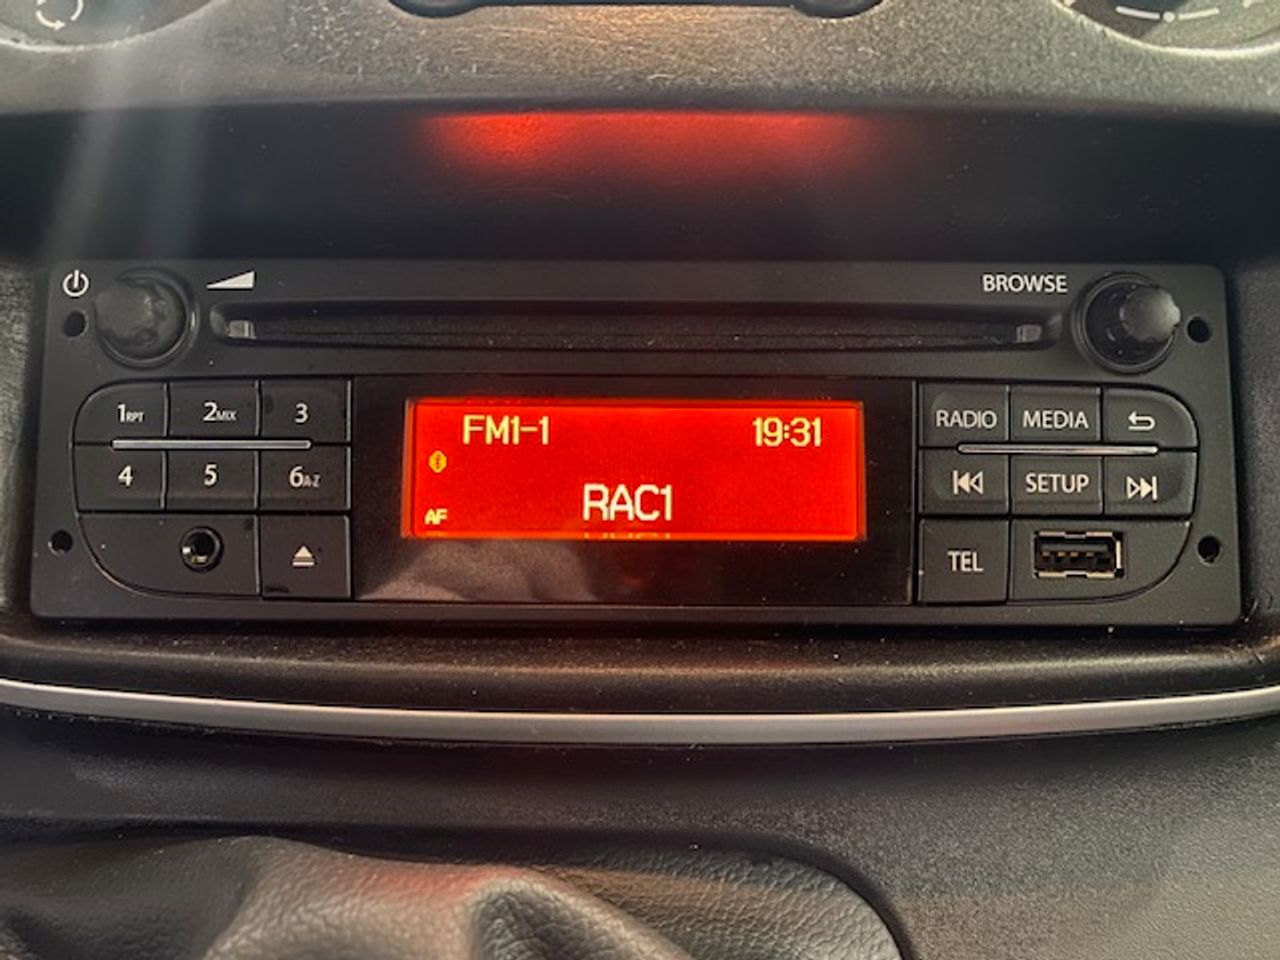 BROWSE
1RPT 2MIX 3
4 5 6A-Z
FM1-1 19:31
AF
RAC1
RADIO MEDIA
SETUP
TEL